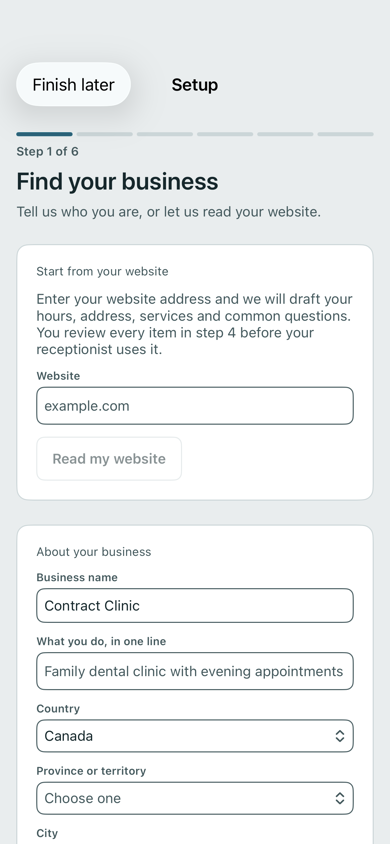 Finish later
Setup
Step 1 of 6
Find your business
Tell us who you are, or let us read your website.
Start from your website
Enter your website address and we will draft your
hours, address, services and common questions.
You review every item in step 4 before your
receptionist uses it.
Website
example.com
Read my website
About your business
Business name
Contract Clinic
What you do, in one line
Family dental clinic with evening appointments
Country
Canada
Province or territory
Choose one
City